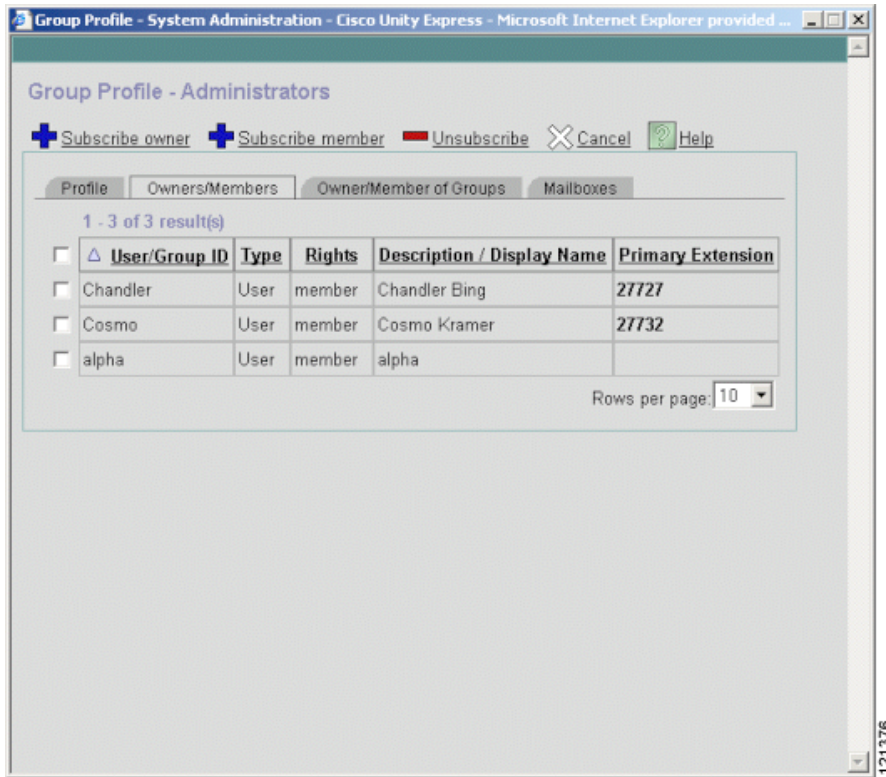 Group Profile - System Administration - Cisco Unity Express - Microsoft Internet Explorer provided ...
Group Profile - Administrators
Subscribe owner Subscribe member Unsubscribe Cancel ? Help
Profile Owners/Members Owner/Member of Groups Mailboxes
1 - 3 of 3 result(s)
User/Group ID Type Rights Description / Display Name Primary Extension
Chandler User member Chandler Bing 27727
Cosmo User member Cosmo Kramer 27732
alpha User member alpha
Rows per page: 10
121376